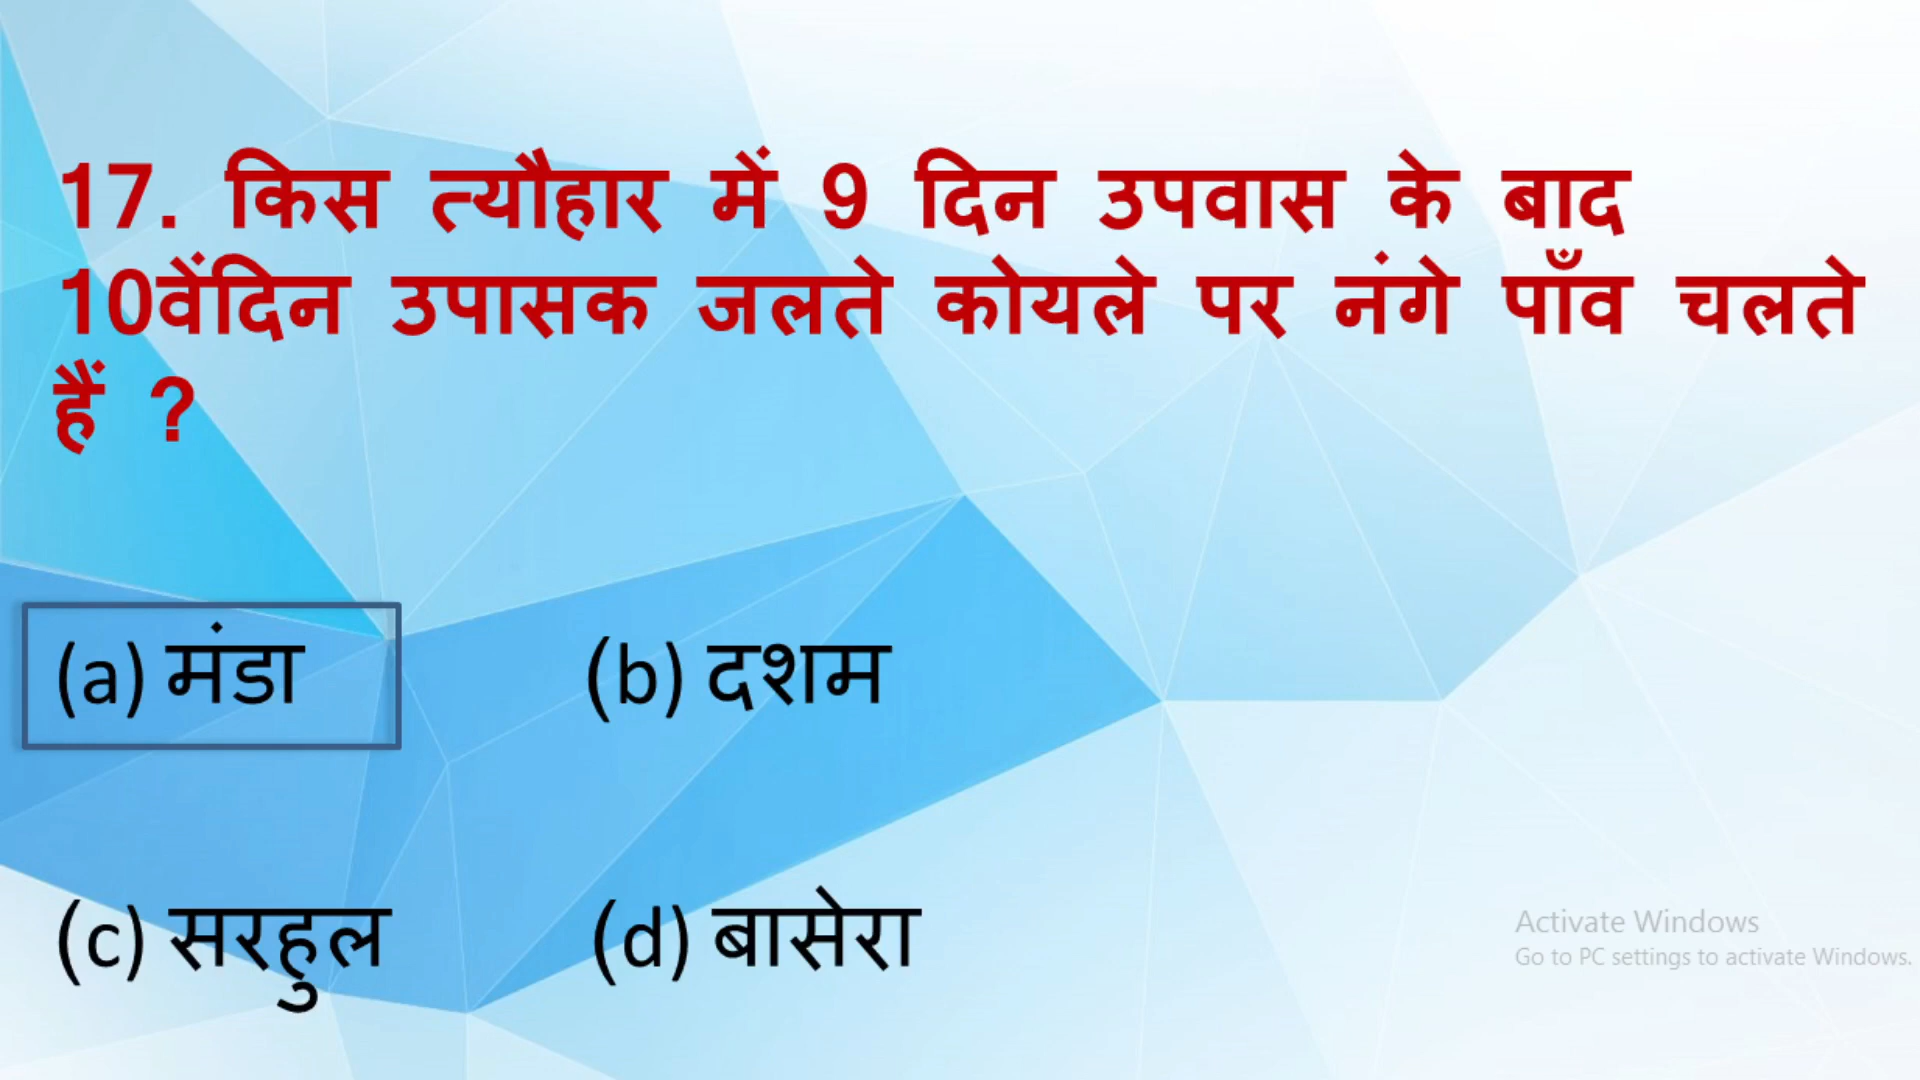 17. किस त्यौहार में 9 दिन उपवास के बाद
10वेंदिन उपासक जलते कोयले पर नंगे पाँव चलते
हैं ?
(a) मंडा (b) दशम
(c) सरहुल (d) बासेरा
Activate Windows
Go to PC settings to activate Windows.